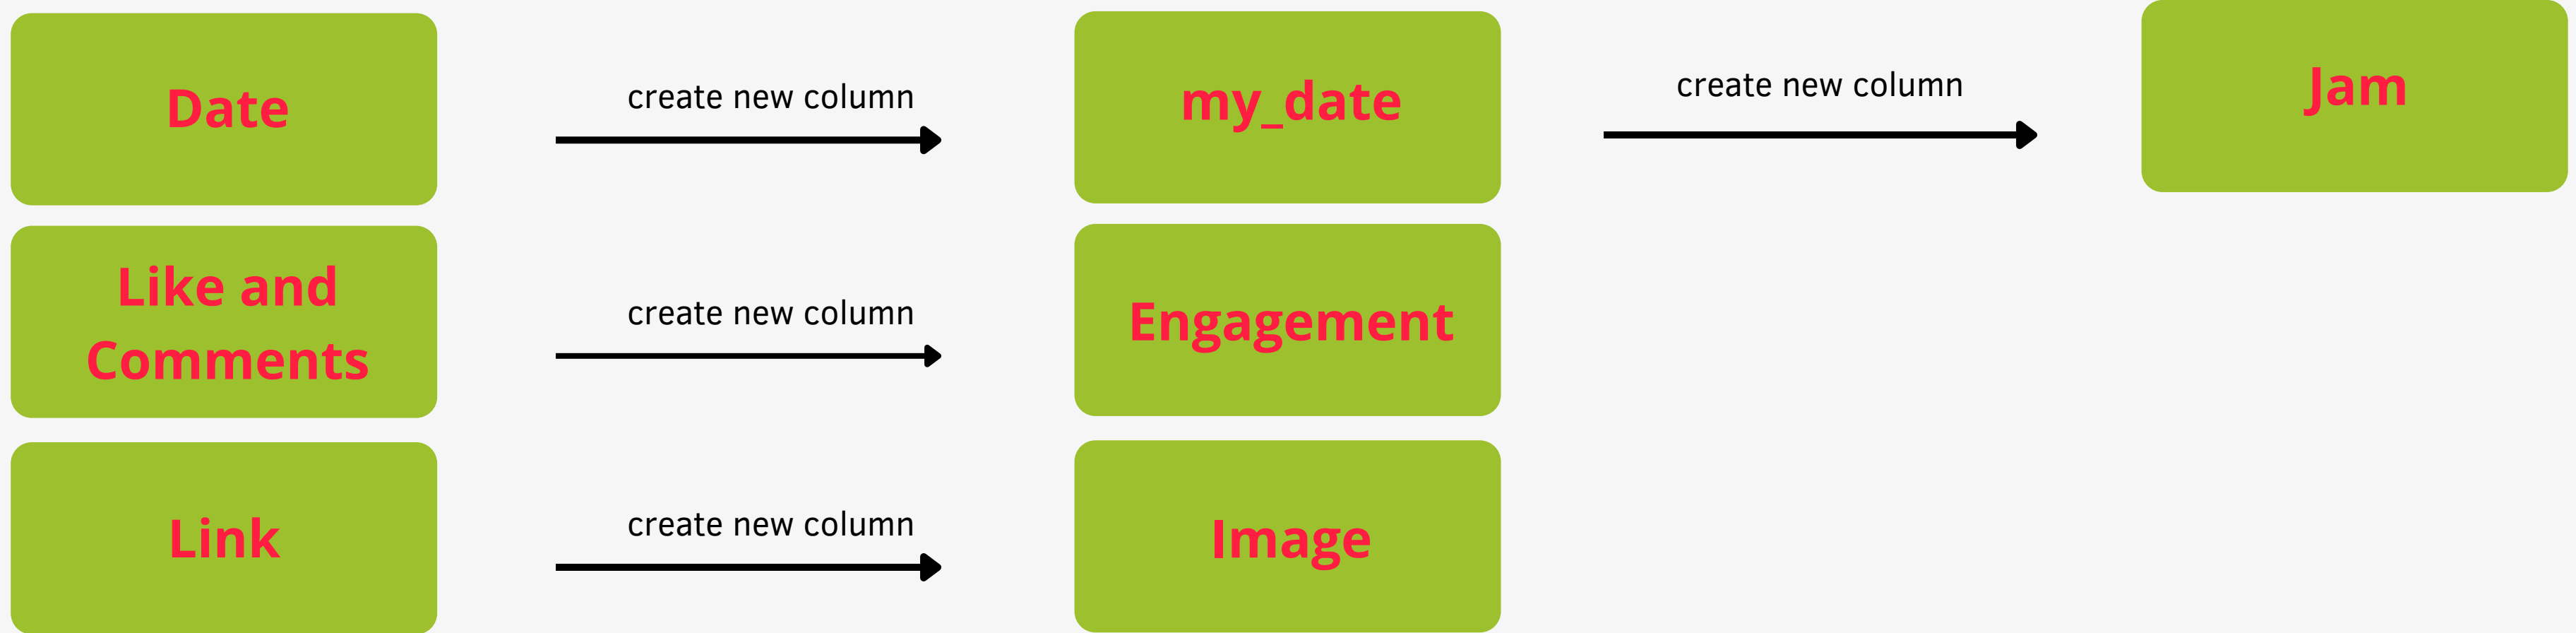 Date
create new column
my_date
create new column
Jam
Like and
Comments
create new column
Engagement
Link
create new column
Image